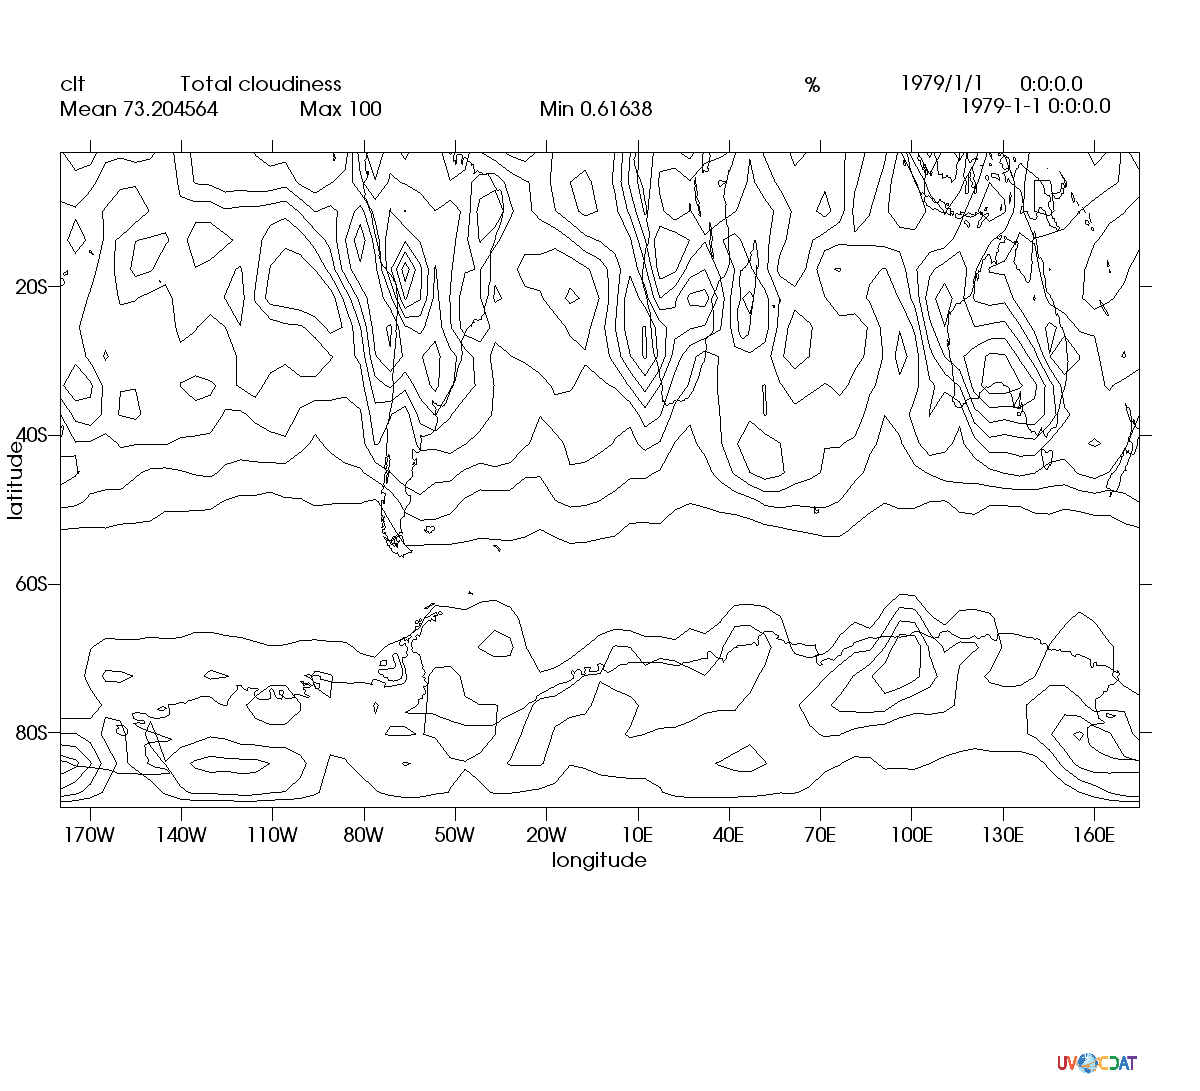 clt Total cloudiness % 1979/1/1 0:0:0.0
Mean 73.204564 Max 100 Min 0.61638 1979-1-1 0:0:0.0
20S
40S
latitude
60S
80S
170W 140W 110W 80W 50W 20W 10E 40E 70E 100E 130E 160E
longitude
UVCDAT